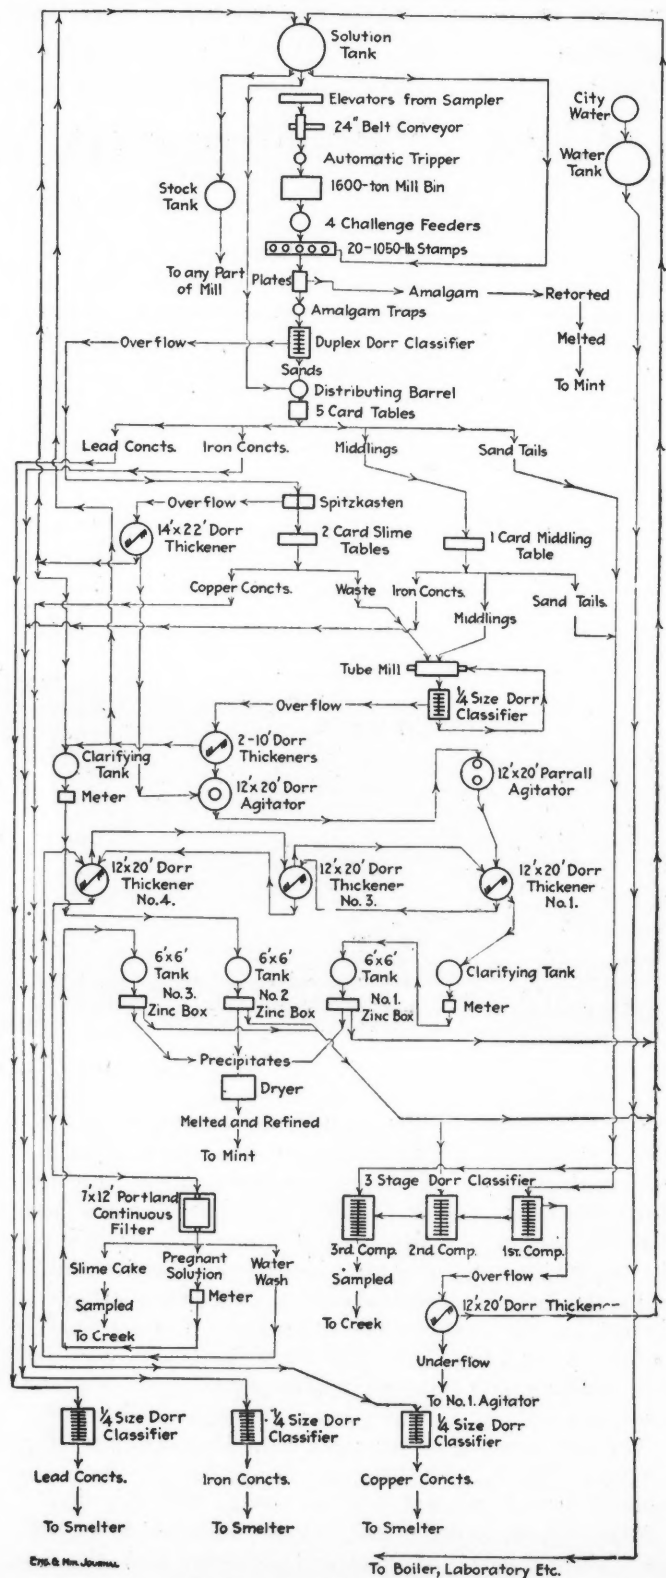 Solution
Tank
Elevators from Sampler
City
Water
24" Belt Conveyor
Automatic Tripper
Water
Tank
1600-ton Mill Bin
Stock
Tank
4 Challenge Feeders
20-1050-lb Stamps
To any Part
of Mill
Plates
Amalgam
Retorted
Amalgam Traps
Melted
Overflow
Duplex Dorr Classifier
To Mint
Sands
Distributing Barrel
5 Card Tables
Lead Concts.
Iron Concts.
Middlings
Sand Tails
Overflow
Spitzkasten
14'x22' Dorr
Thickener
2 Card Slime
Tables
1 Card Middling
Table
Copper Concts.
Waste
Iron Concts.
Sand Tails.
Middlings
Tube Mill
1/4 Size Dorr
Classifier
Overflow
2-10' Dorr
Thickeners
Clarifying
Tank
12'x20' Dorr
Agitator
12'x20' Parrall
Agitator
Meter
12'x20' Dorr
Thickener
No.4.
12'x20' Dorr
Thickener
No.3.
12'x20' Dorr
Thickener
No.1.
6'x6'
Tank
6'x6'
Tank
6'x6'
Tank
Clarifying Tank
No.3.
Zinc Box
No.2
Zinc Box
No.1.
Zinc Box
Meter
Precipitates
Dryer
Melted and Refined
To Mint
7'x12' Portland
Continuous
Filter
3 Stage Dorr Classifier
3rd. Comp.
2nd. Comp.
1st. Comp.
Slime Cake
Pregnant
Solution
Water
Wash
Sampled
Overflow
Sampled
Meter
To Creek
12'x20' Dorr Thickener
To Creek
Underflow
To No.1. Agitator
1/4 Size Dorr
Classifier
1/4 Size Dorr
Classifier
1/4 Size Dorr
Classifier
Lead Concts.
Iron Concts.
Copper Concts.
To Smelter
To Smelter
To Smelter
Eng. & Min. Journal
To Boiler, Laboratory Etc.